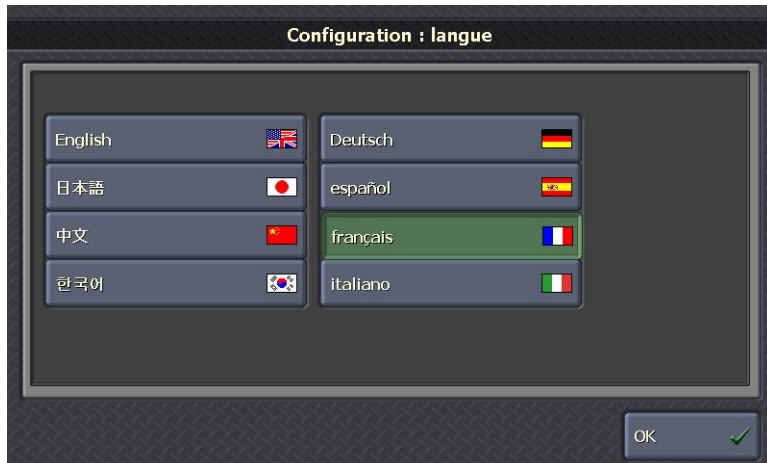 Configuration : langue
English
日本語
中文
한국어
Deutsch
español
français
italiano
OK